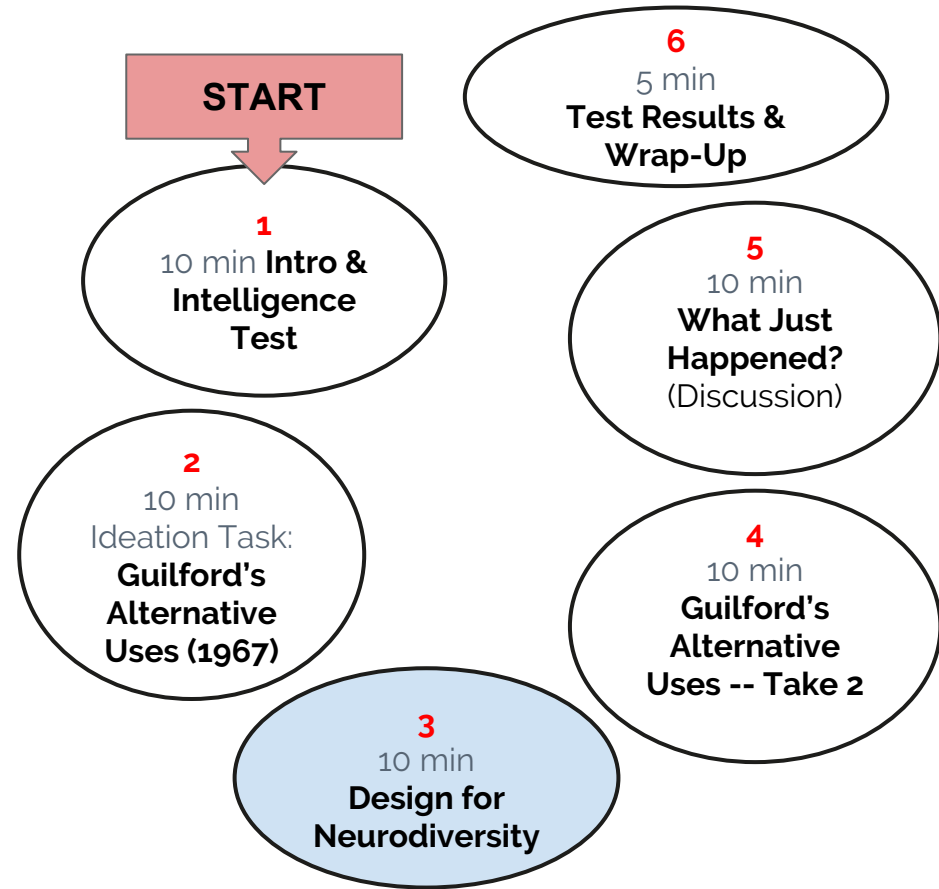 START
1
10 min Intro &
Intelligence
Test
2
10 min
Ideation Task:
Guilford’s
Alternative
Uses (1967)
3
10 min
Design for
Neurodiversity
4
10 min
Guilford’s
Alternative
Uses -- Take 2
5
10 min
What Just
Happened?
(Discussion)
6
5 min
Test Results &
Wrap-Up